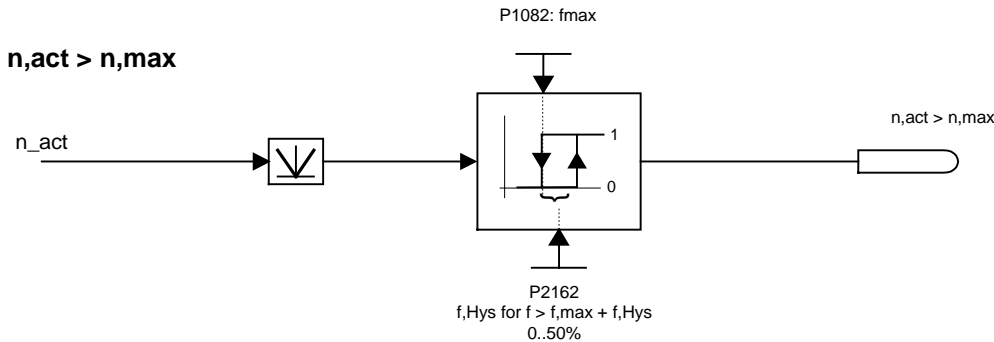 P1082: fmax
n,act > n,max
n,act > n,max
n_act
1
0
P2162
f,Hys for f > f,max + f,Hys
0..50%